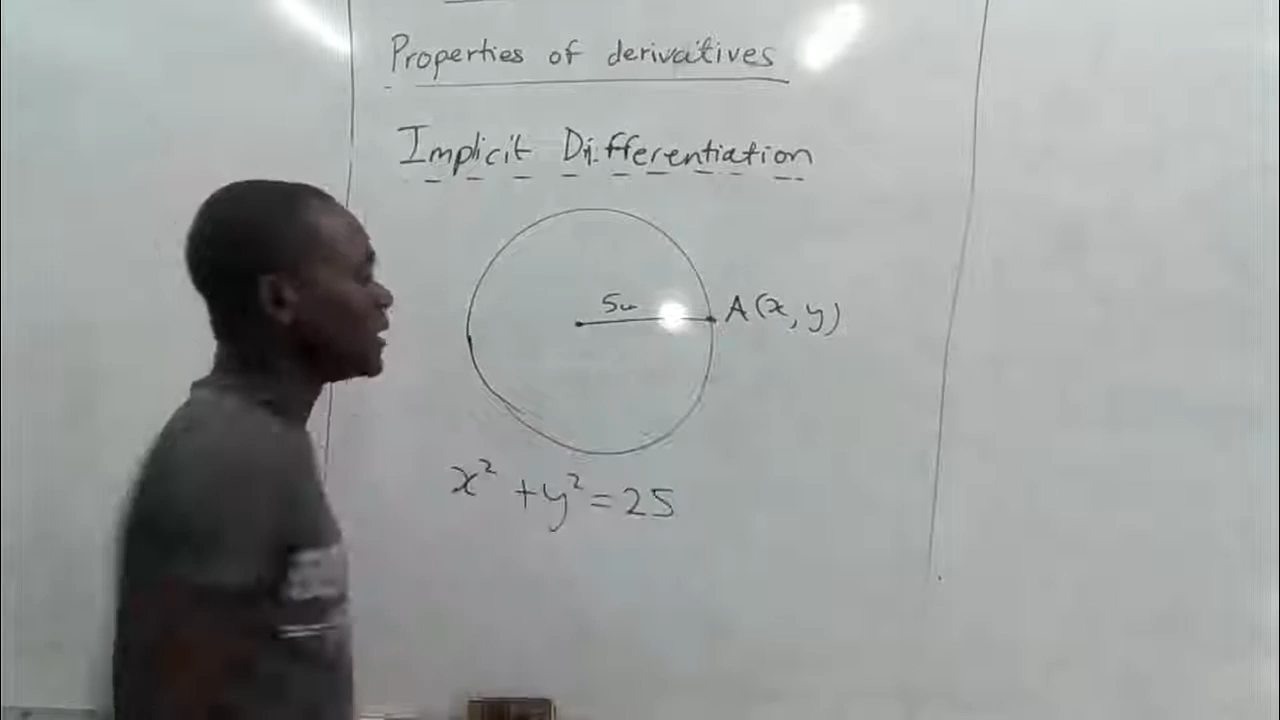 Properties of derivatives
Implicit Differentiation
5u
A(x, y)
x² + y² = 25